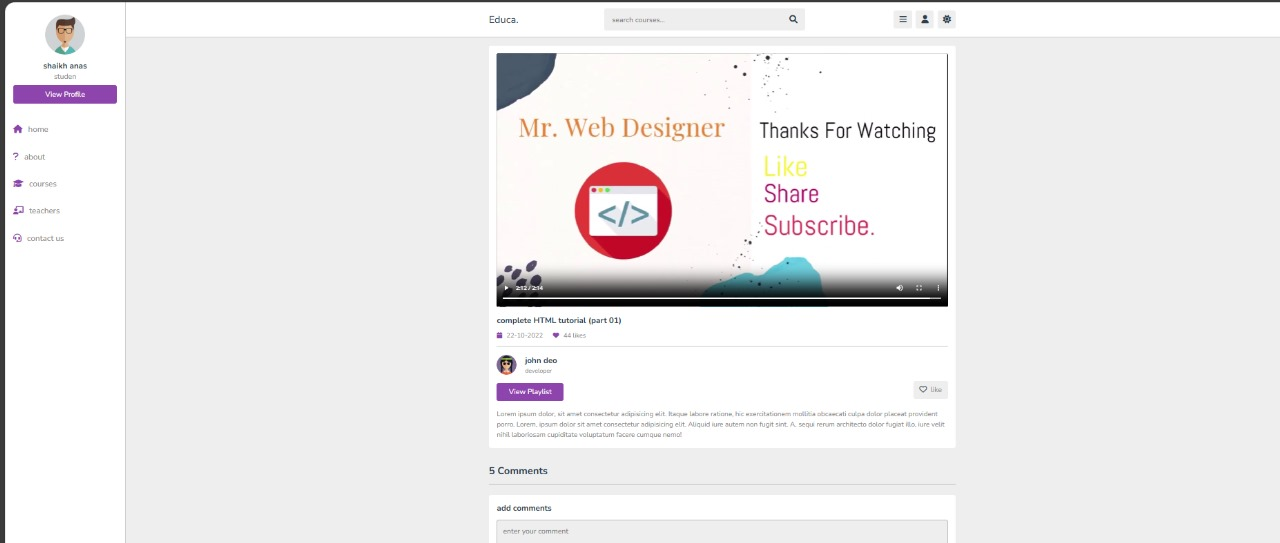 shaikh anas
studen
View Profile
home
? about
courses
teachers
contact us
Educa.
search courses...
Mr. Web Designer
</>
Thanks For Watching
Like
Share
Subscribe.
2:12 / 2:14
complete HTML tutorial (part 01)
22-10-2022 44 likes
john deo
developer
View Playlist
like
Lorem ipsum dolor, sit amet consectetur adipisicing elit. Itaque labore ratione, hic exercitationem mollitia obcaecati culpa dolor placeat provident
porro. Lorem, ipsum dolor sit amet consectetur adipisicing elit. Aliquid iure autem non fugit sint. A, sequi rerum architecto dolor fugiat illo, iure velit
nihil laboriosam cupiditate voluptatum facere cumque nemo!
5 Comments
add comments
enter your comment